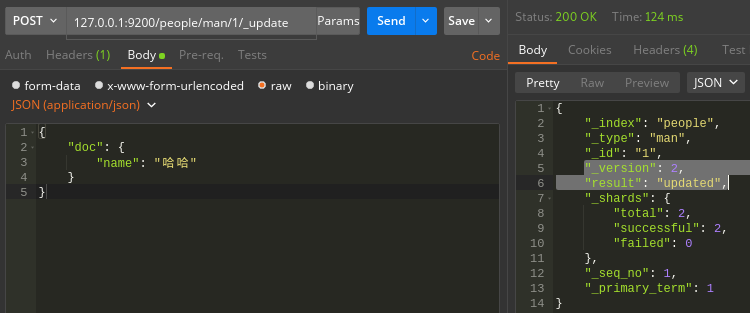 POST 127.0.0.1:9200/people/man/1/_update Params Send Save
Auth Headers (1) Body Pre-req. Tests Code
form-data x-www-form-urlencoded raw binary
JSON (application/json)
1 {
2 "doc": {
3 "name": "哈哈"
4 }
5 }
Status: 200 OK Time: 124 ms
Body Cookies Headers (4) Test
Pretty Raw Preview JSON
1 {
2 "_index": "people",
3 "_type": "man",
4 "_id": "1",
5 "_version": 2,
6 "result": "updated",
7 "_shards": {
8 "total": 2,
9 "successful": 2,
10 "failed": 0
11 },
12 "_seq_no": 1,
13 "_primary_term": 1
14 }